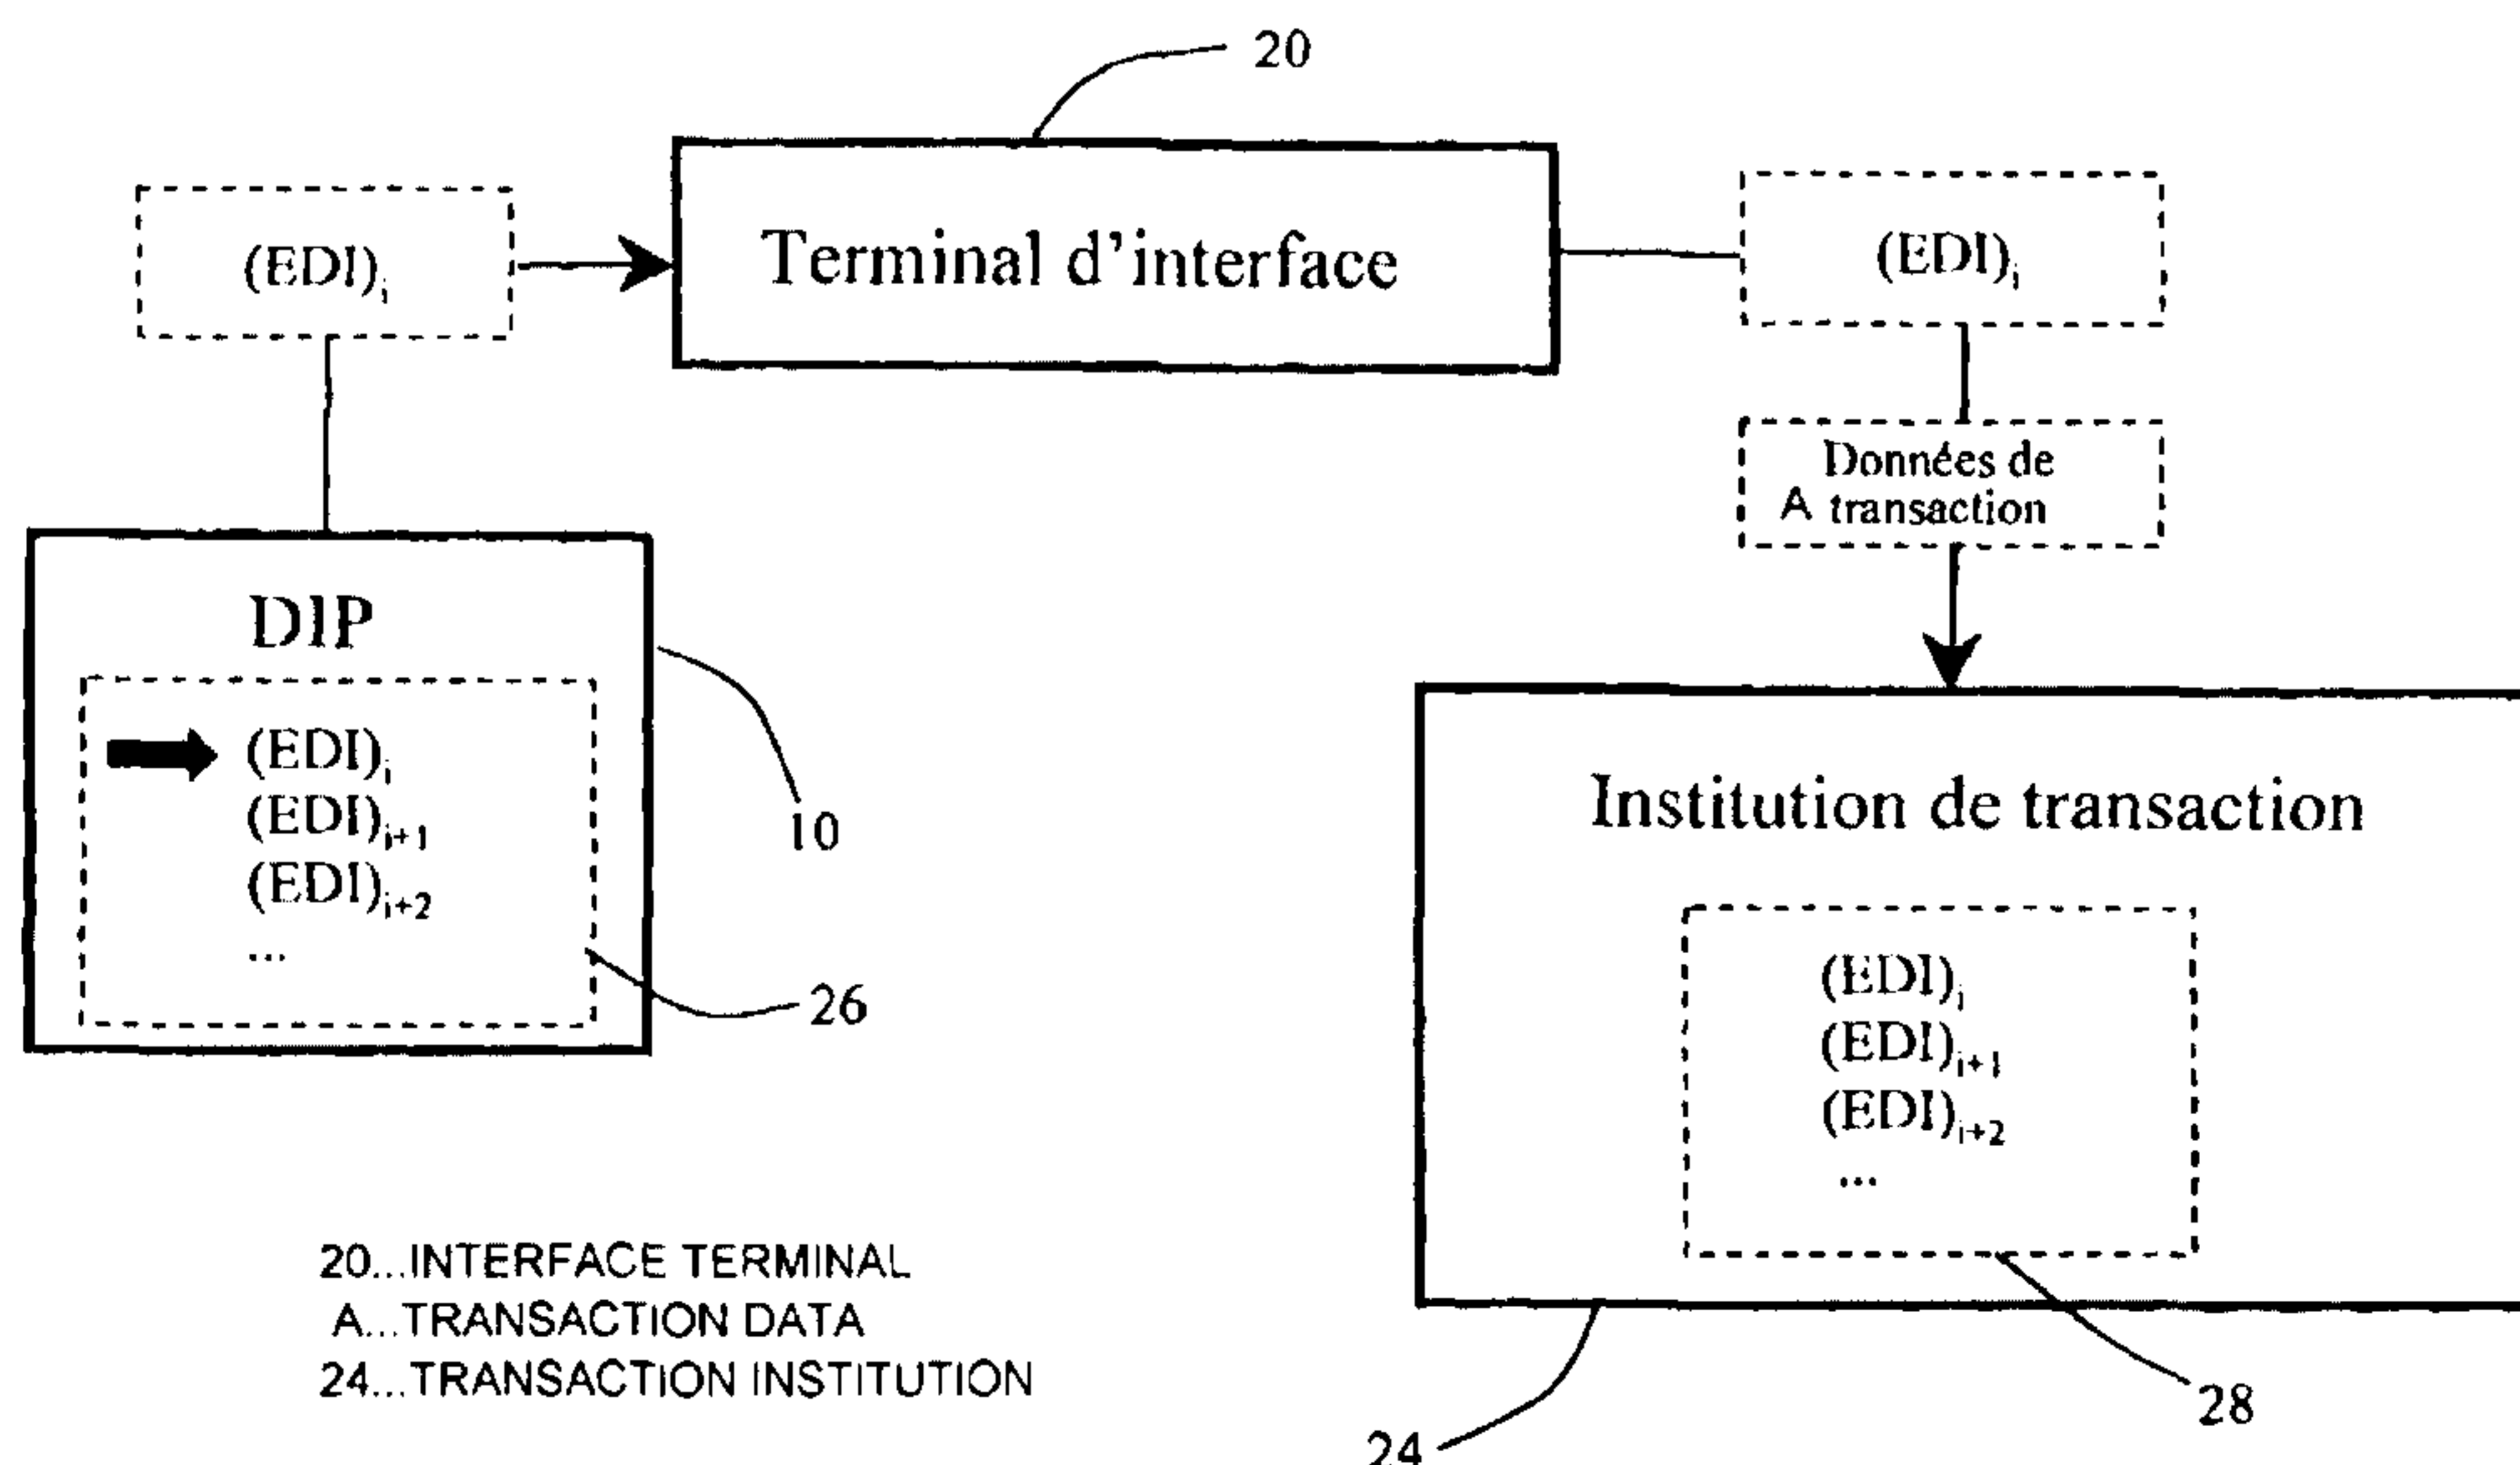 20
(EDI)i
Terminal d'interface
(EDI)i
Données de
A transaction
DIP
(EDI)i
(EDI)i+1
(EDI)i+2
...
10
26
Institution de transaction
(EDI)i
(EDI)i+1
(EDI)i+2
...
28
24
20...INTERFACE TERMINAL
A...TRANSACTION DATA
24...TRANSACTION INSTITUTION